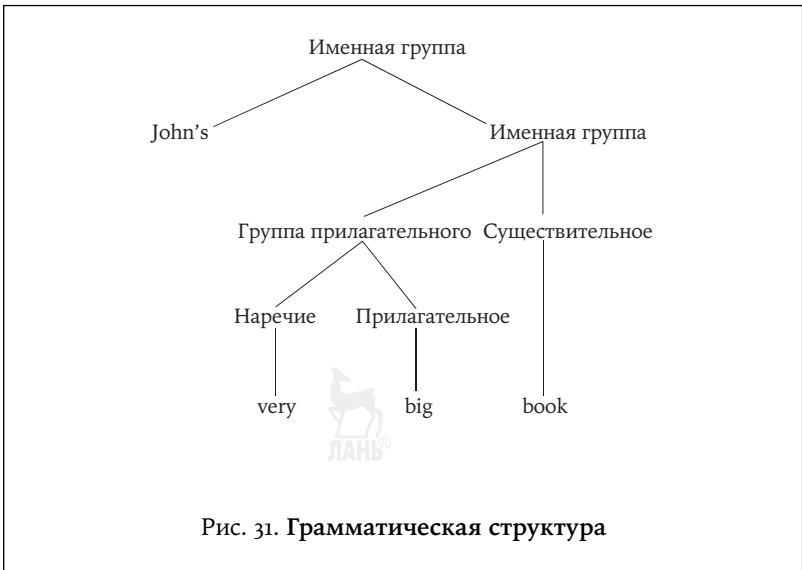 Именная группа
John's Именная группа
Группа прилагательного Существительное
Наречие Прилагательное
very big book
ЛАНЬ®
Рис. 31. Грамматическая структура